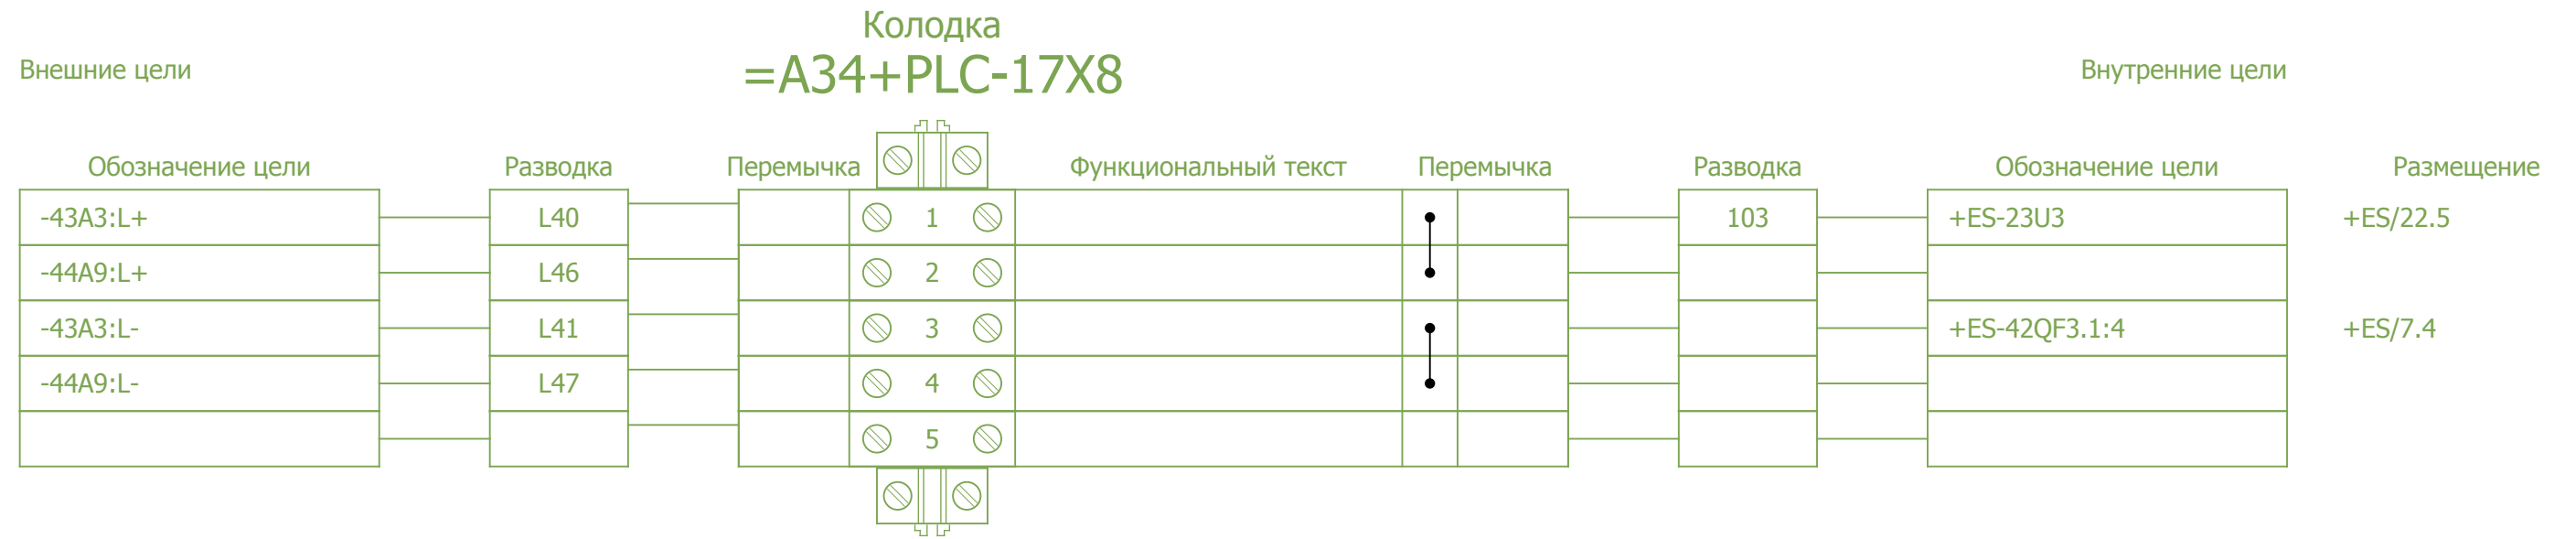 Колодка
=A34+PLC-17X8
Внешние цели
Внутренние цели
Обозначение цели Разводка Перемычка Функциональный текст Перемычка Разводка Обозначение цели Размещение
-43A3:L+ L40 1 103 +ES-23U3 +ES/22.5
-44A9:L+ L46 2
-43A3:L- L41 3 +ES-42QF3.1:4 +ES/7.4
-44A9:L- L47 4
5